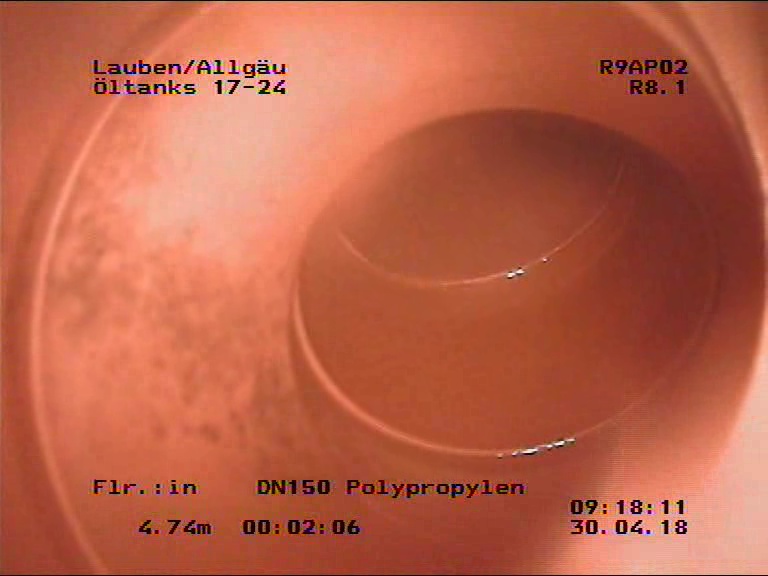 Lauben/Allgäu
Öltanks 17-24
R9AP02
R8.1
Flr.:in DN150 Polypropylen
4.74m 00:02:06
09:18:11
30.04.18